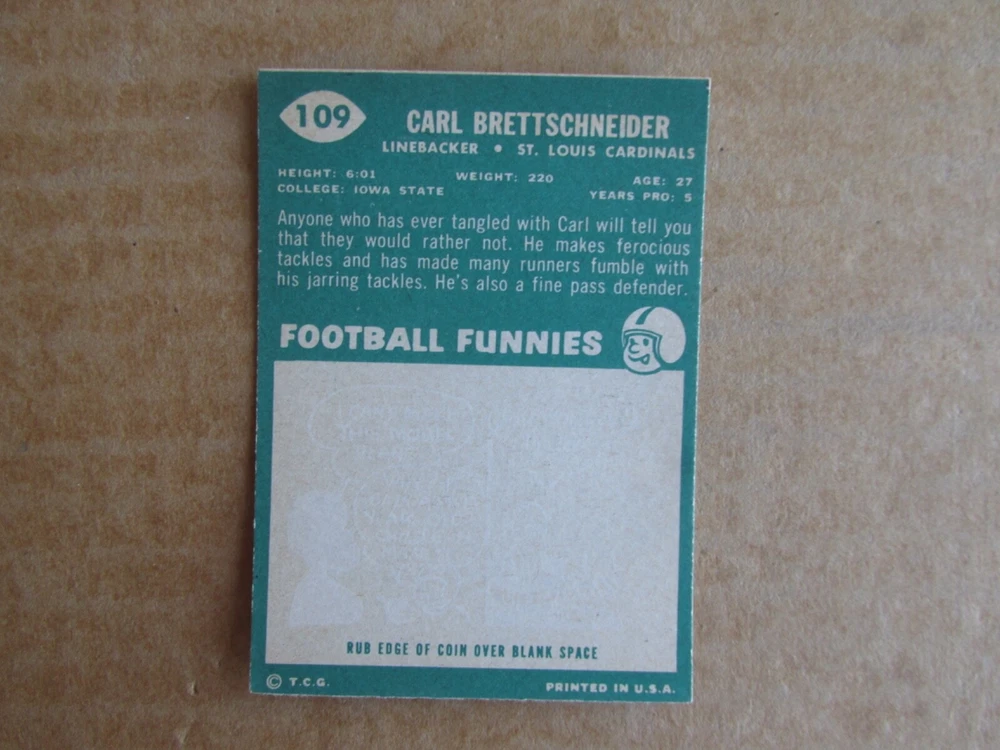 109
CARL BRETTSCHNEIDER
LINEBACKER • ST. LOUIS CARDINALS
HEIGHT: 6:01 WEIGHT: 220 AGE: 27
COLLEGE: IOWA STATE YEARS PRO: 5
Anyone who has ever tangled with Carl will tell you
that they would rather not. He makes ferocious
tackles and has made many runners fumble with
his jarring tackles. He's also a fine pass defender.
FOOTBALL FUNNIES
RUB EDGE OF COIN OVER BLANK SPACE
© T.C.G. PRINTED IN U.S.A.